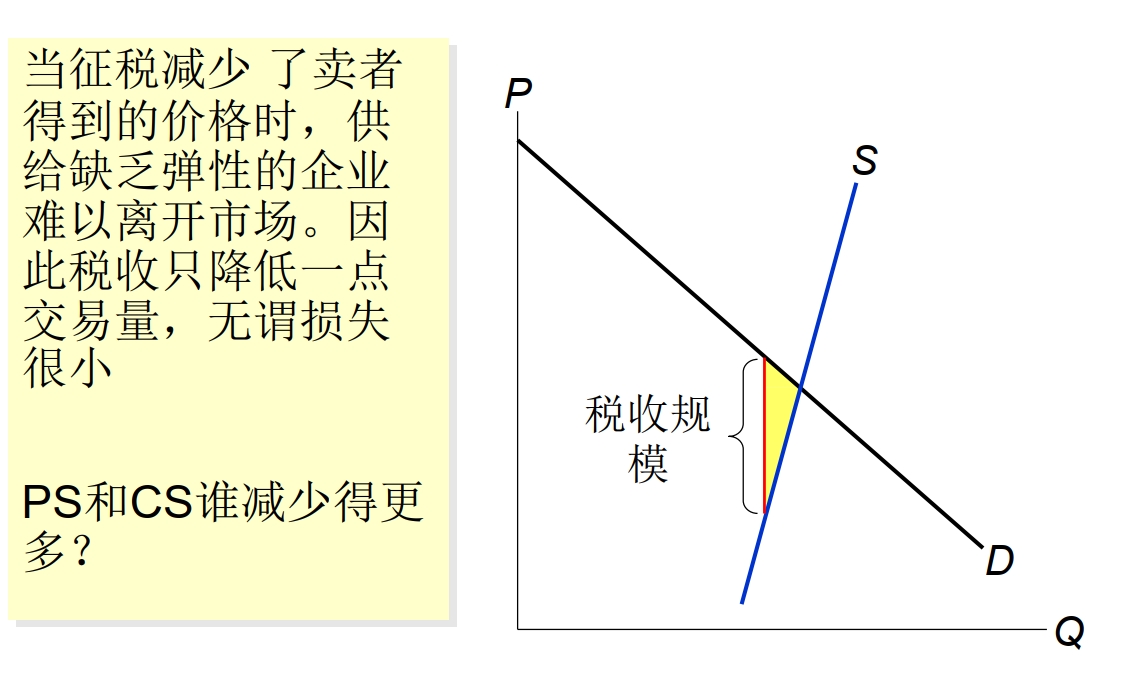 当征税减少 了卖者
得到的价格时，供
给缺乏弹性的企业
难以离开市场。因
此税收只降低一点
交易量，无谓损失
很小
PS和CS谁减少得更
多？
P
S
税收规
模
D
Q